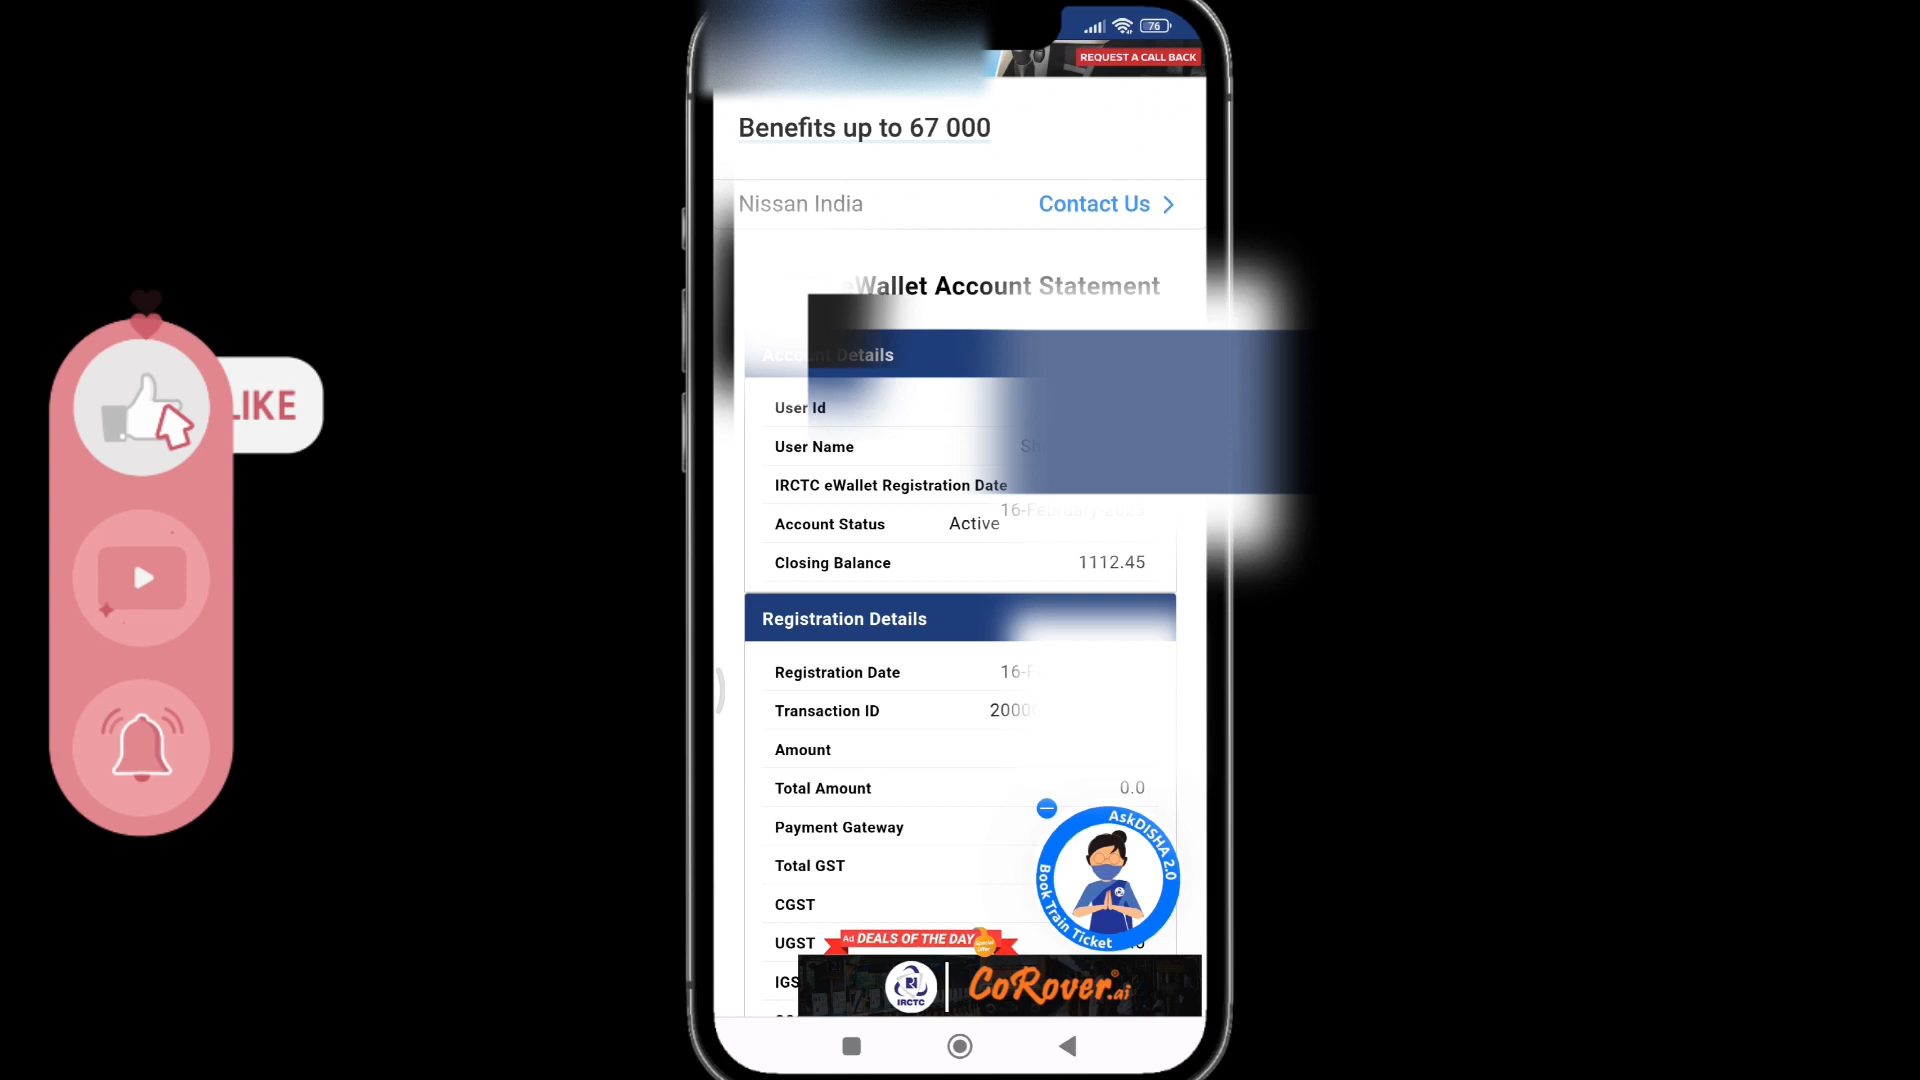 76
REQUEST A CALL BACK
Benefits up to 67 000
Nissan India
Contact Us
eWallet Account Statement
Account Details
User Id
User Name
IRCTC eWallet Registration Date
16-February-2023
Account Status Active
Closing Balance 1112.45
Registration Details
Registration Date 16-F
Transaction ID 2000
Amount
Total Amount 0.0
Payment Gateway
Total GST
CGST
UGST
IGS
AskDISHA 2.0
Book Train Ticket
Ad DEALS OF THE DAY
Special Offer
IRCTC
CoRover.ai
LIKE